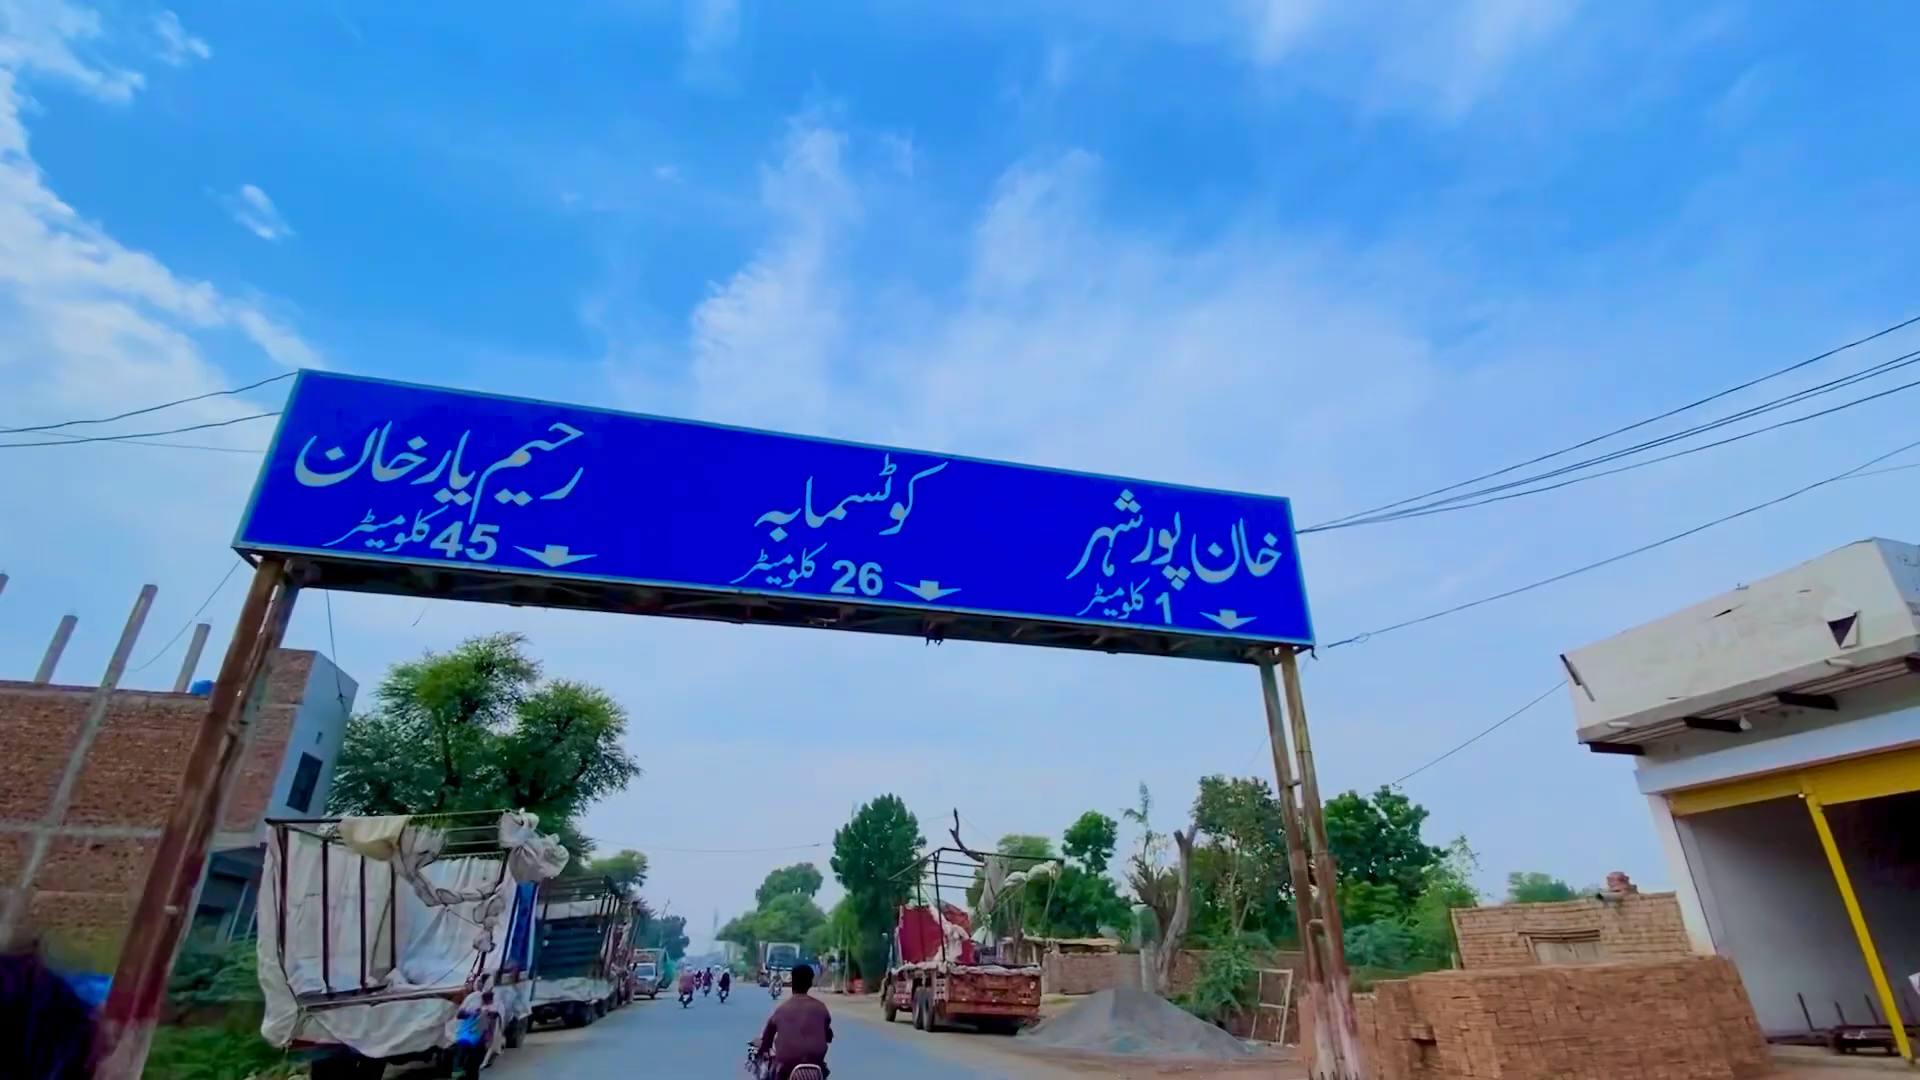 خان پور شہر
1 کلومیٹر
کوٹسمابہ
26 کلومیٹر
رحیم یار خان
45 کلومیٹر